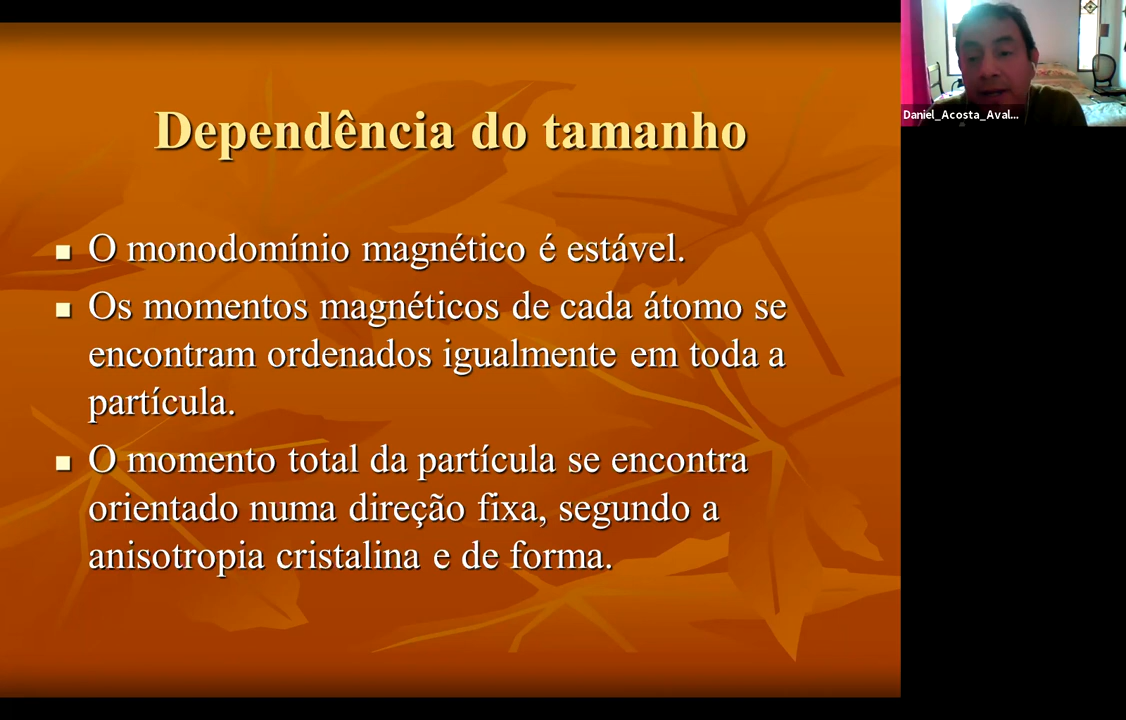 Dependência do tamanho
O monodomínio magnético é estável.
Os momentos magnéticos de cada átomo se
encontram ordenados igualmente em toda a
partícula.
O momento total da partícula se encontra
orientado numa direção fixa, segundo a
anisotropia cristalina e de forma.
Daniel_Acosta_Aval...